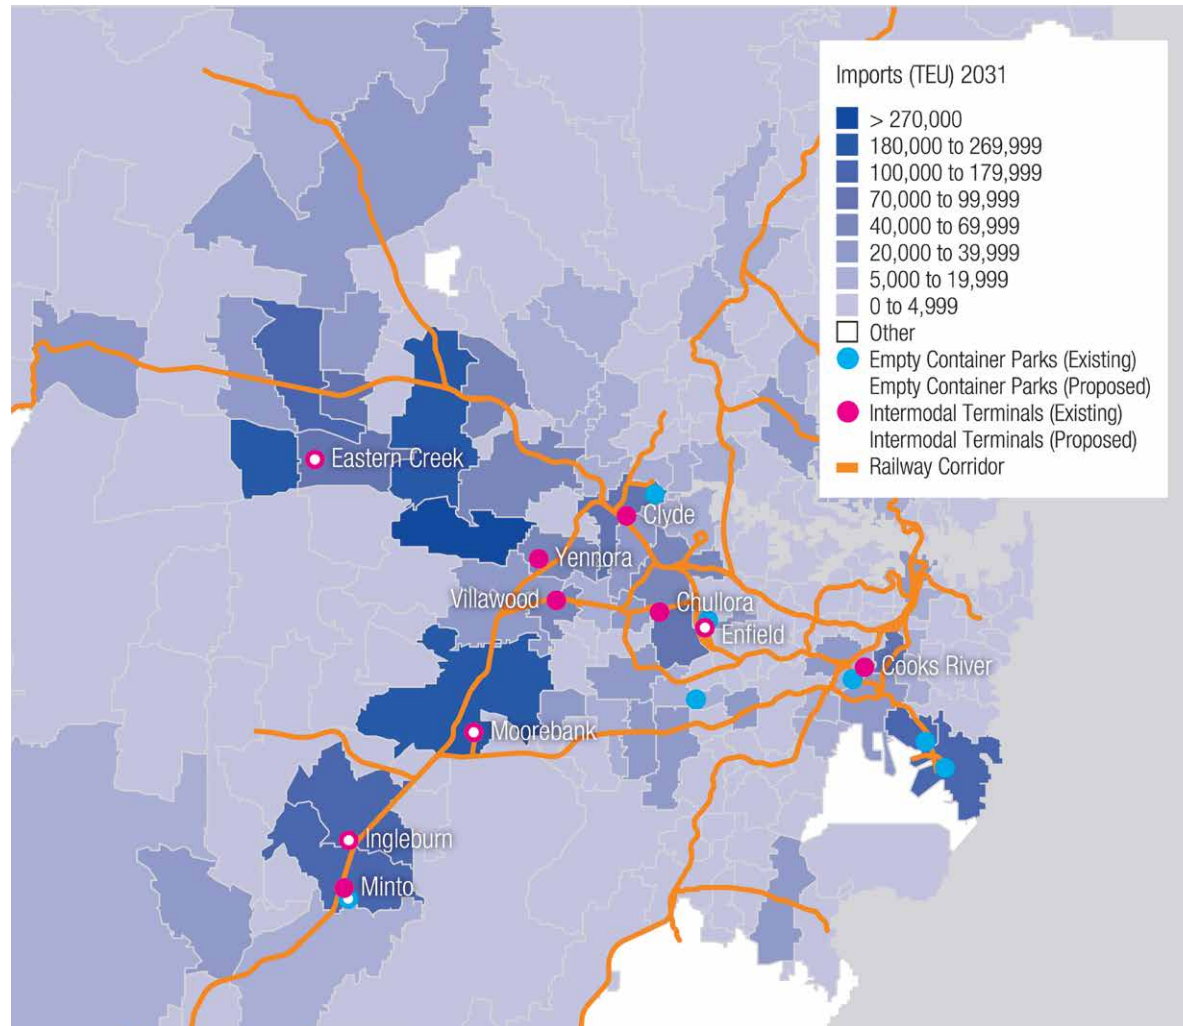 Imports (TEU) 2031
> 270,000
180,000 to 269,999
100,000 to 179,999
70,000 to 99,999
40,000 to 69,999
20,000 to 39,999
5,000 to 19,999
0 to 4,999
Other
Empty Container Parks (Existing)
Empty Container Parks (Proposed)
Intermodal Terminals (Existing)
Intermodal Terminals (Proposed)
Railway Corridor
Eastern Creek
Clyde
Yennora
Villawood
Chullora
Enfield
Cooks River
Moorebank
Ingleburn
Minto